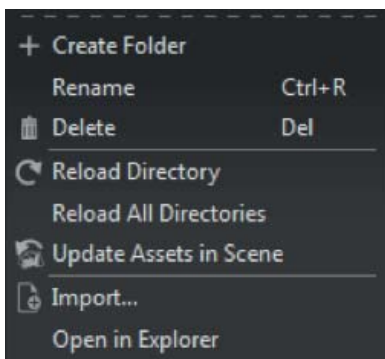 Create Folder
Rename Ctrl+R
Delete Del
Reload Directory
Reload All Directories
Update Assets in Scene
Import...
Open in Explorer